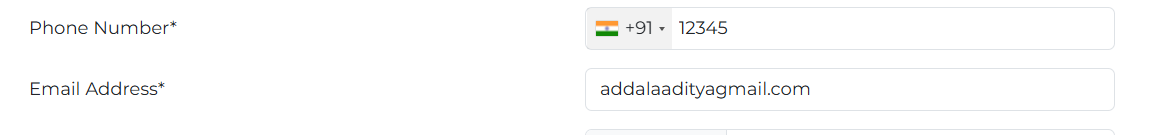 Phone Number* +91 12345
Email Address* addalaadityagmail.com